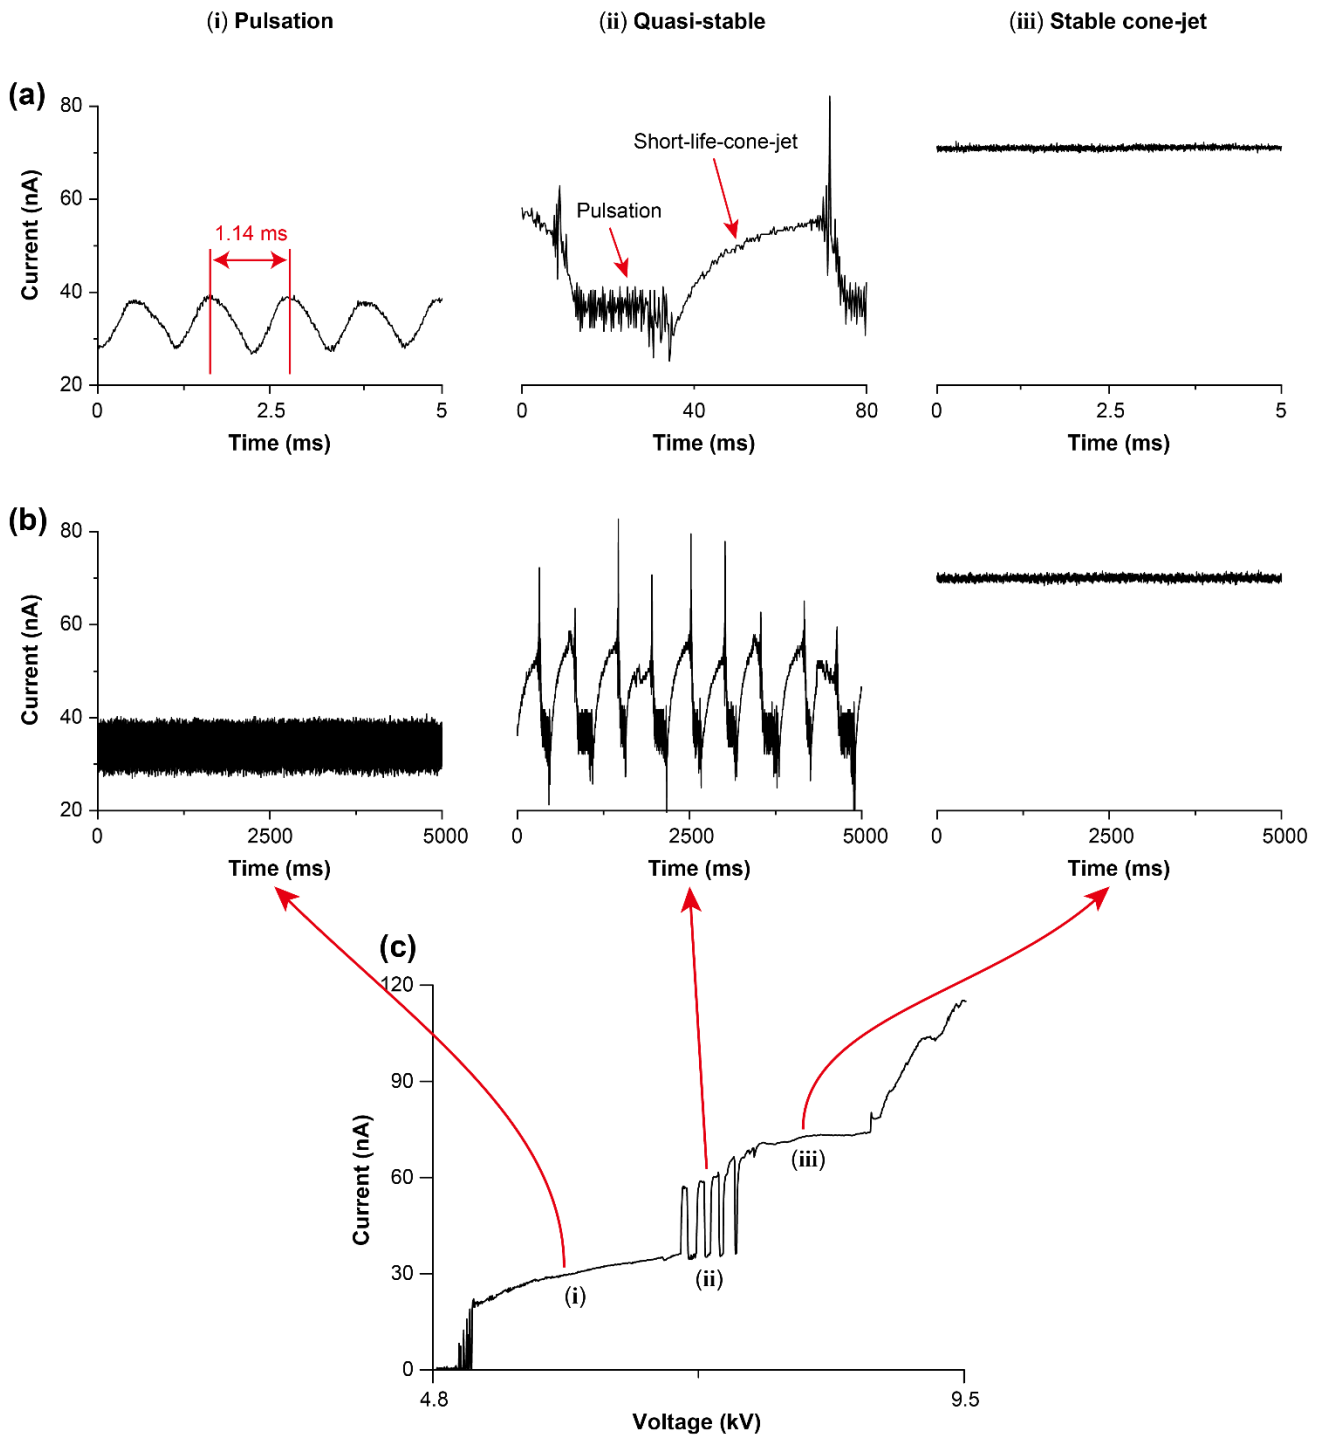 (i) Pulsation
(ii) Quasi-stable
(iii) Stable cone-jet
(a)
80
60
40
20
Current (nA)
1.14 ms
0
2.5
5
Time (ms)
Short-life-cone-jet
Pulsation
0
40
80
Time (ms)
0
2.5
5
Time (ms)
(b)
80
60
40
20
Current (nA)
0
2500
5000
Time (ms)
0
2500
5000
Time (ms)
0
2500
5000
Time (ms)
(c)
120
90
60
30
0
Current (nA)
(i)
(ii)
(iii)
4.8
9.5
Voltage (kV)